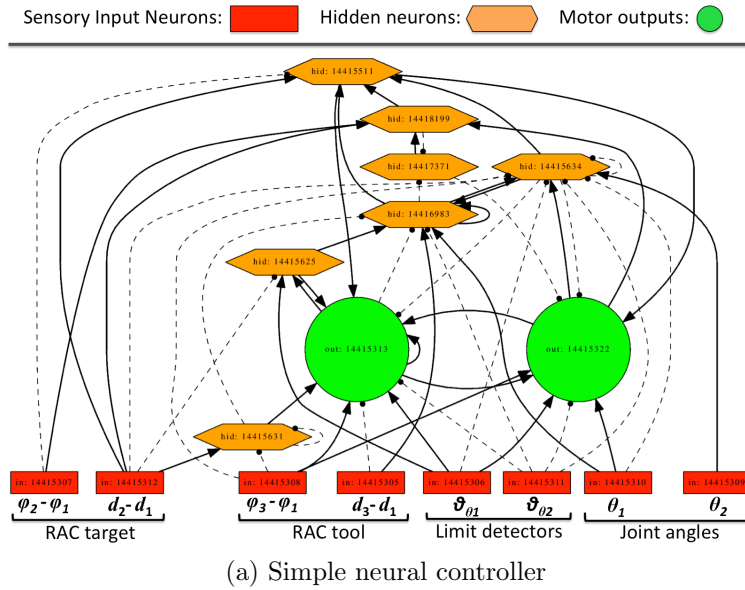 Sensory Input Neurons: Hidden neurons: Motor outputs:
hid: 14415511
hid: 14418199
hid: 14417371 hid: 14415634
hid: 14416983
hid: 14415625
out: 14415313 out: 14415322
hid: 14415631
in: 14415307 in: 14415312 in: 14415308 in: 14415305 in: 14415306 in: 14415311 in: 14415310 in: 14415309
φ2-φ1 d2-d1 φ3-φ1 d3-d1 ϑθ1 ϑθ2 θ1 θ2
RAC target RAC tool Limit detectors Joint angles
(a) Simple neural controller